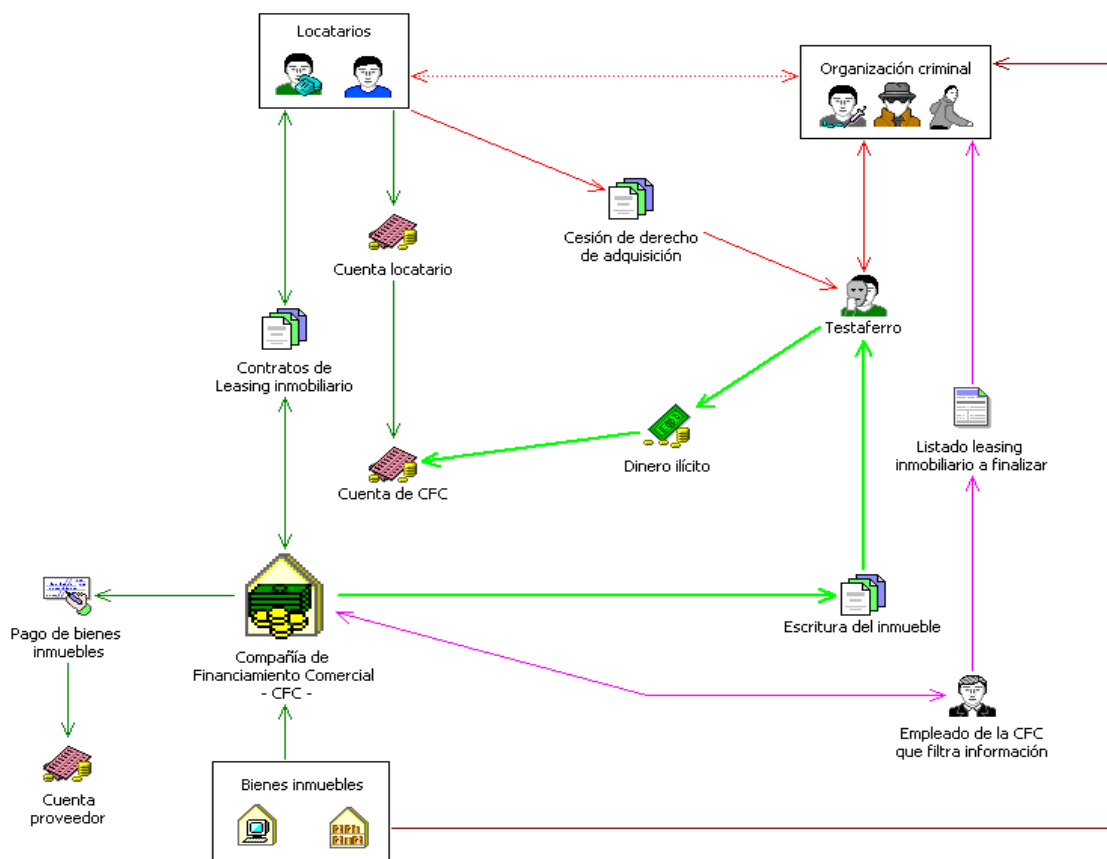 Locatarios
Organización criminal
Cesión de derecho
de adquisición
Cuenta locatario
Testaferro
Contratos de
Leasing inmobiliario
Listado leasing
inmobiliario a finalizar
Dinero ilícito
Cuenta de CFC
Escritura del inmueble
Pago de bienes
inmuebles
Compañía de
Financiamiento Comercial
- CFC -
Empleado de la CFC
que filtra información
Bienes inmuebles
Cuenta
proveedor